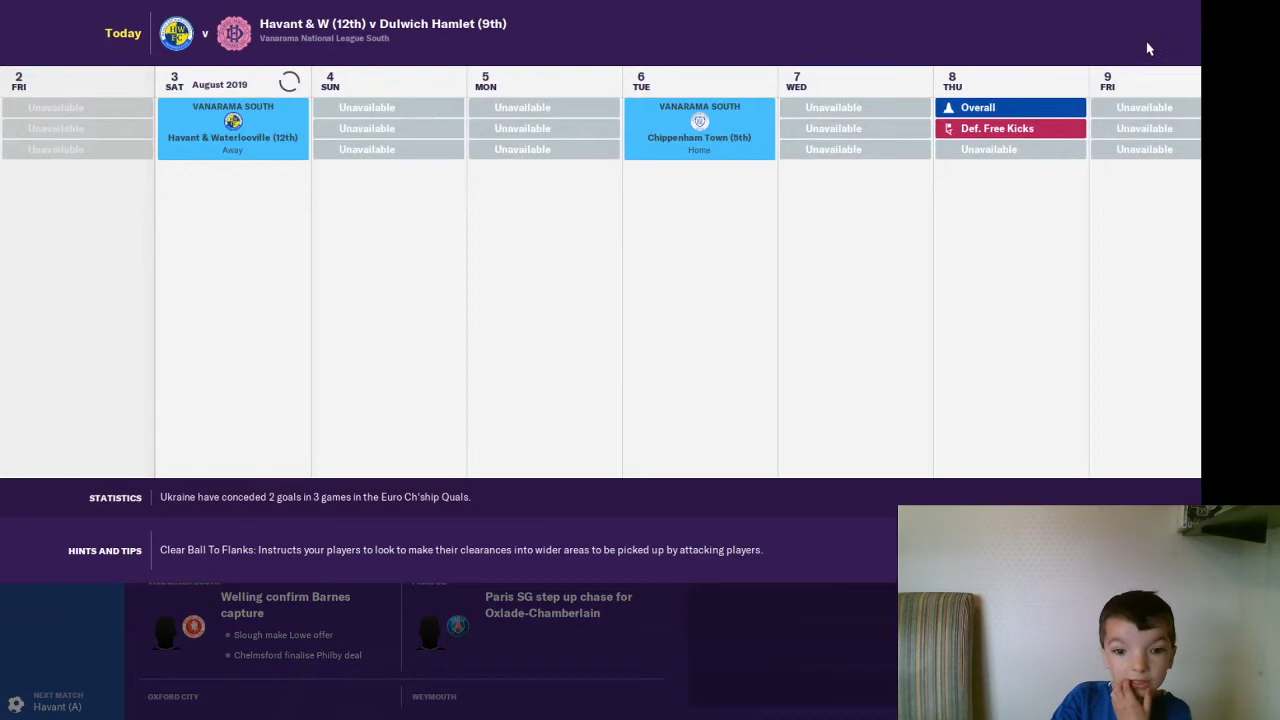 Today
v
Havant & W (12th) v Dulwich Hamlet (9th)
Vanarama National League South
2
FRI
Unavailable
Unavailable
Unavailable
3
SAT
August 2019
VANARAMA SOUTH
Havant & Waterlooville (12th)
Away
4
SUN
Unavailable
Unavailable
Unavailable
5
MON
Unavailable
Unavailable
Unavailable
6
TUE
VANARAMA SOUTH
Chippenham Town (5th)
Home
7
WED
Unavailable
Unavailable
Unavailable
8
THU
Overall
Def. Free Kicks
Unavailable
9
FRI
Unavailable
Unavailable
Unavailable
STATISTICS
Ukraine have conceded 2 goals in 3 games in the Euro Ch'ship Quals.
HINTS AND TIPS
Clear Ball To Flanks: Instructs your players to look to make their clearances into wider areas to be picked up by attacking players.
Welling confirm Barnes
capture
Slough make Lowe offer
Chelmsford finalise Philby deal
Paris SG step up chase for
Oxlade-Chamberlain
OXFORD CITY
WEYMOUTH
NEXT MATCH
Havant (A)